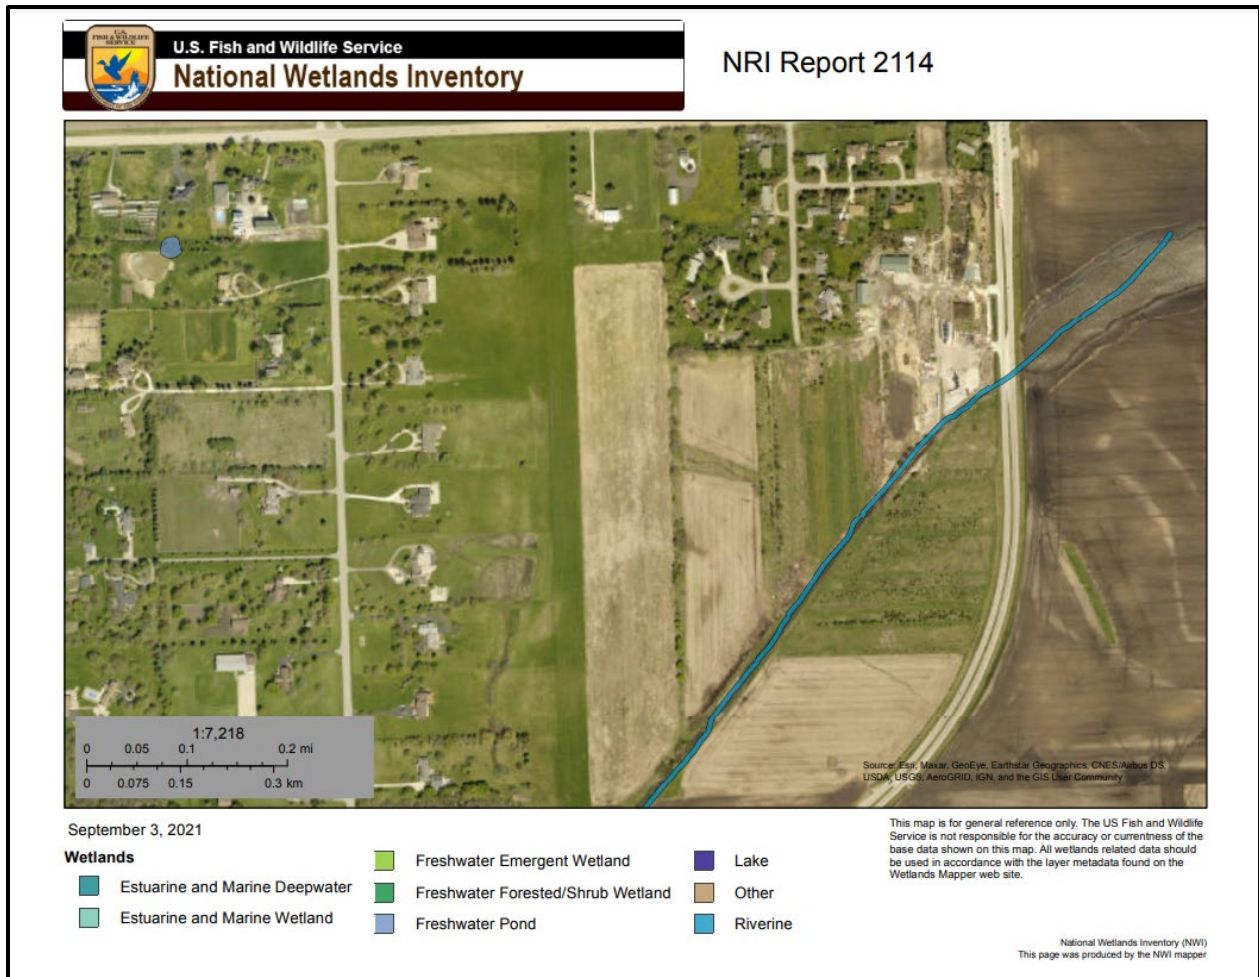 U.S.
FISH & WILDLIFE
SERVICE
U.S. Fish and Wildlife Service
National Wetlands Inventory
NRI Report 2114
1:7,218
0 0.05 0.1 0.2 mi
0 0.075 0.15 0.3 km
Source: Esri, Maxar, GeoEye, Earthstar Geographics, CNES/Airbus DS,
USDA, USGS, AeroGRID, IGN, and the GIS User Community
September 3, 2021
Wetlands
Estuarine and Marine Deepwater
Estuarine and Marine Wetland
Freshwater Emergent Wetland
Freshwater Forested/Shrub Wetland
Freshwater Pond
Lake
Other
Riverine
This map is for general reference only. The US Fish and Wildlife
Service is not responsible for the accuracy or currentness of the
base data shown on this map. All wetlands related data should
be used in accordance with the layer metadata found on the
Wetlands Mapper web site.
National Wetlands Inventory (NWI)
This page was produced by the NWI mapper